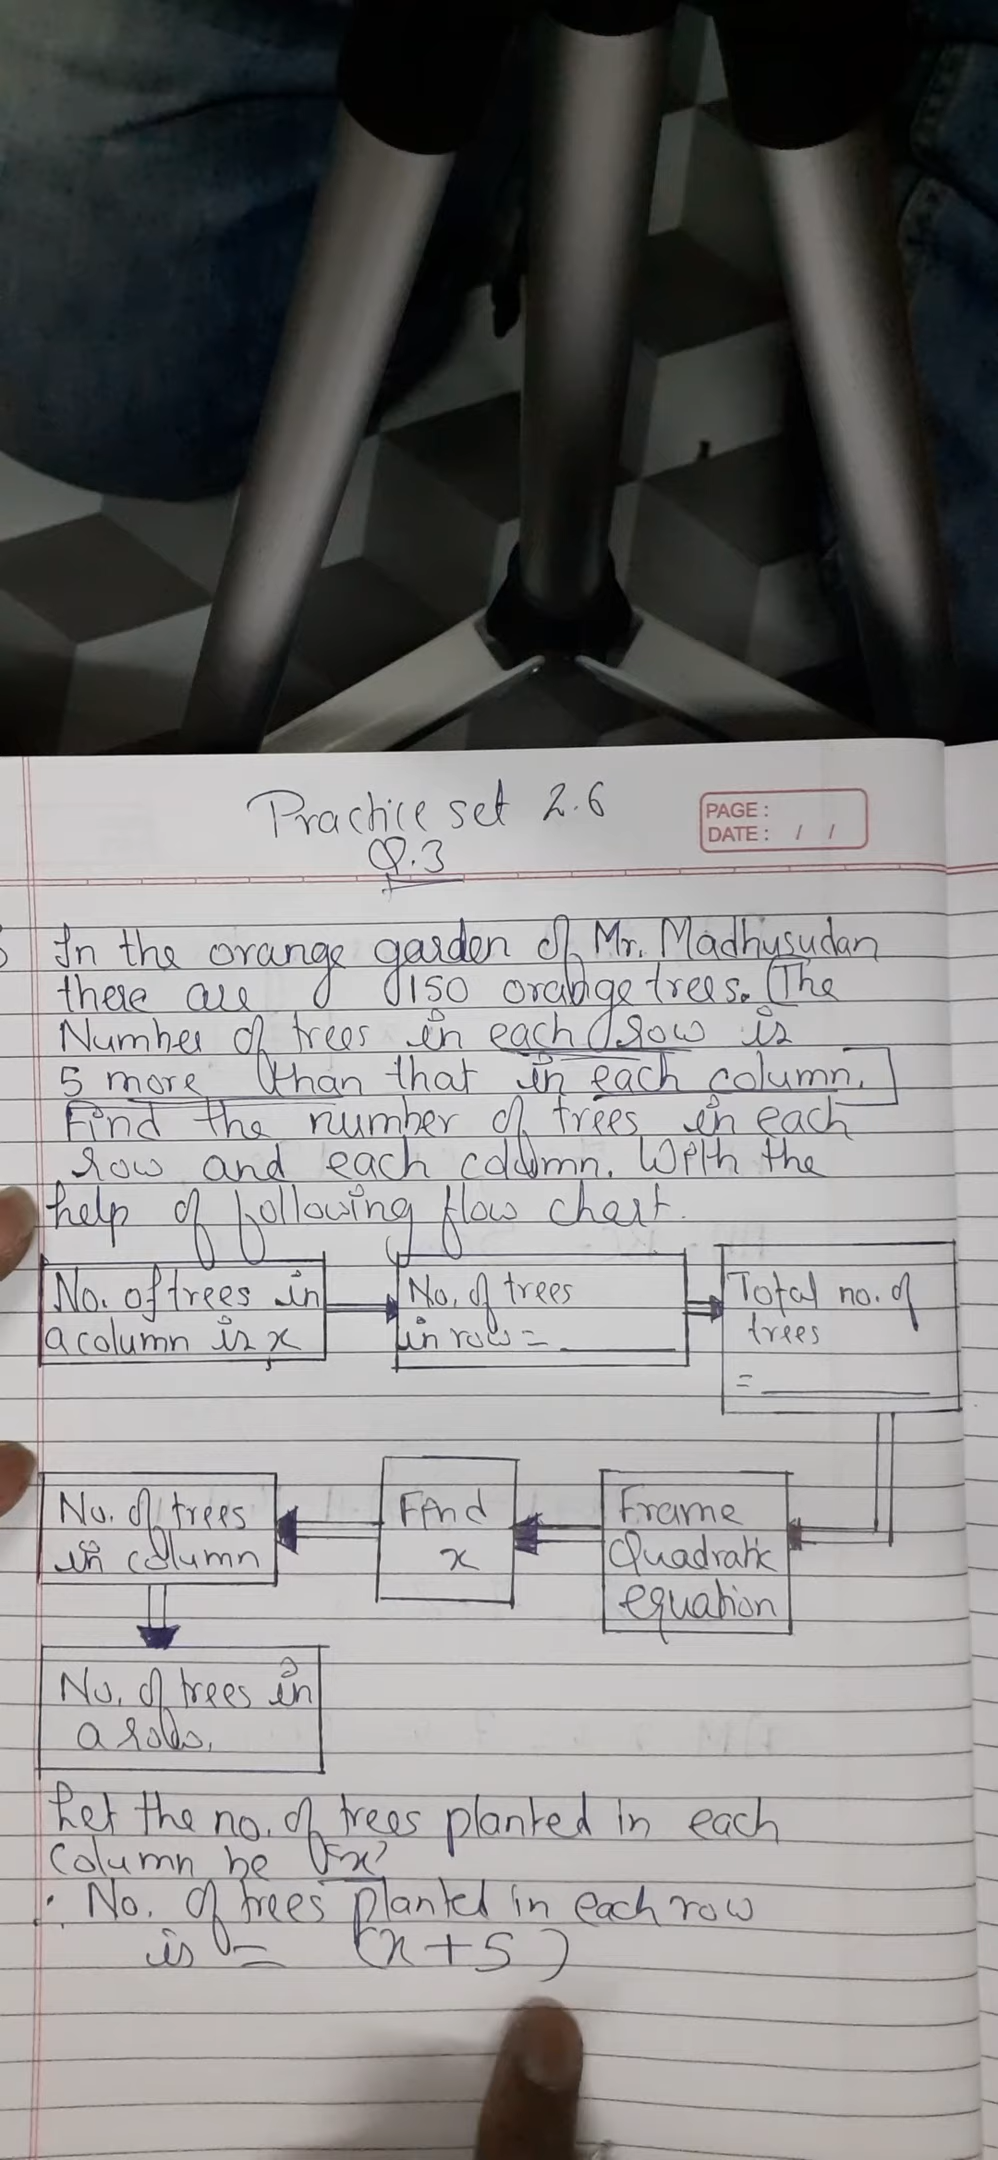 Practice set 2.6
PAGE :
DATE : / /
Q.3
In the orange garden of Mr. Madhusudan
there are 150 orange trees. The
Number of trees in each row is
5 more than that in each column.
Find the number of trees in each
row and each column. With the
help of following flow chart.
No. of trees in
a column is x
No. of trees
in row = ______
Total no. of
trees
= ______
Frame
Quadratic
equation
Find
x
No. of trees
in column
No. of trees in
a row.
Let the no. of trees planted in each
column be 'x'
∴ No. of trees planted in each row
is = (x+5)